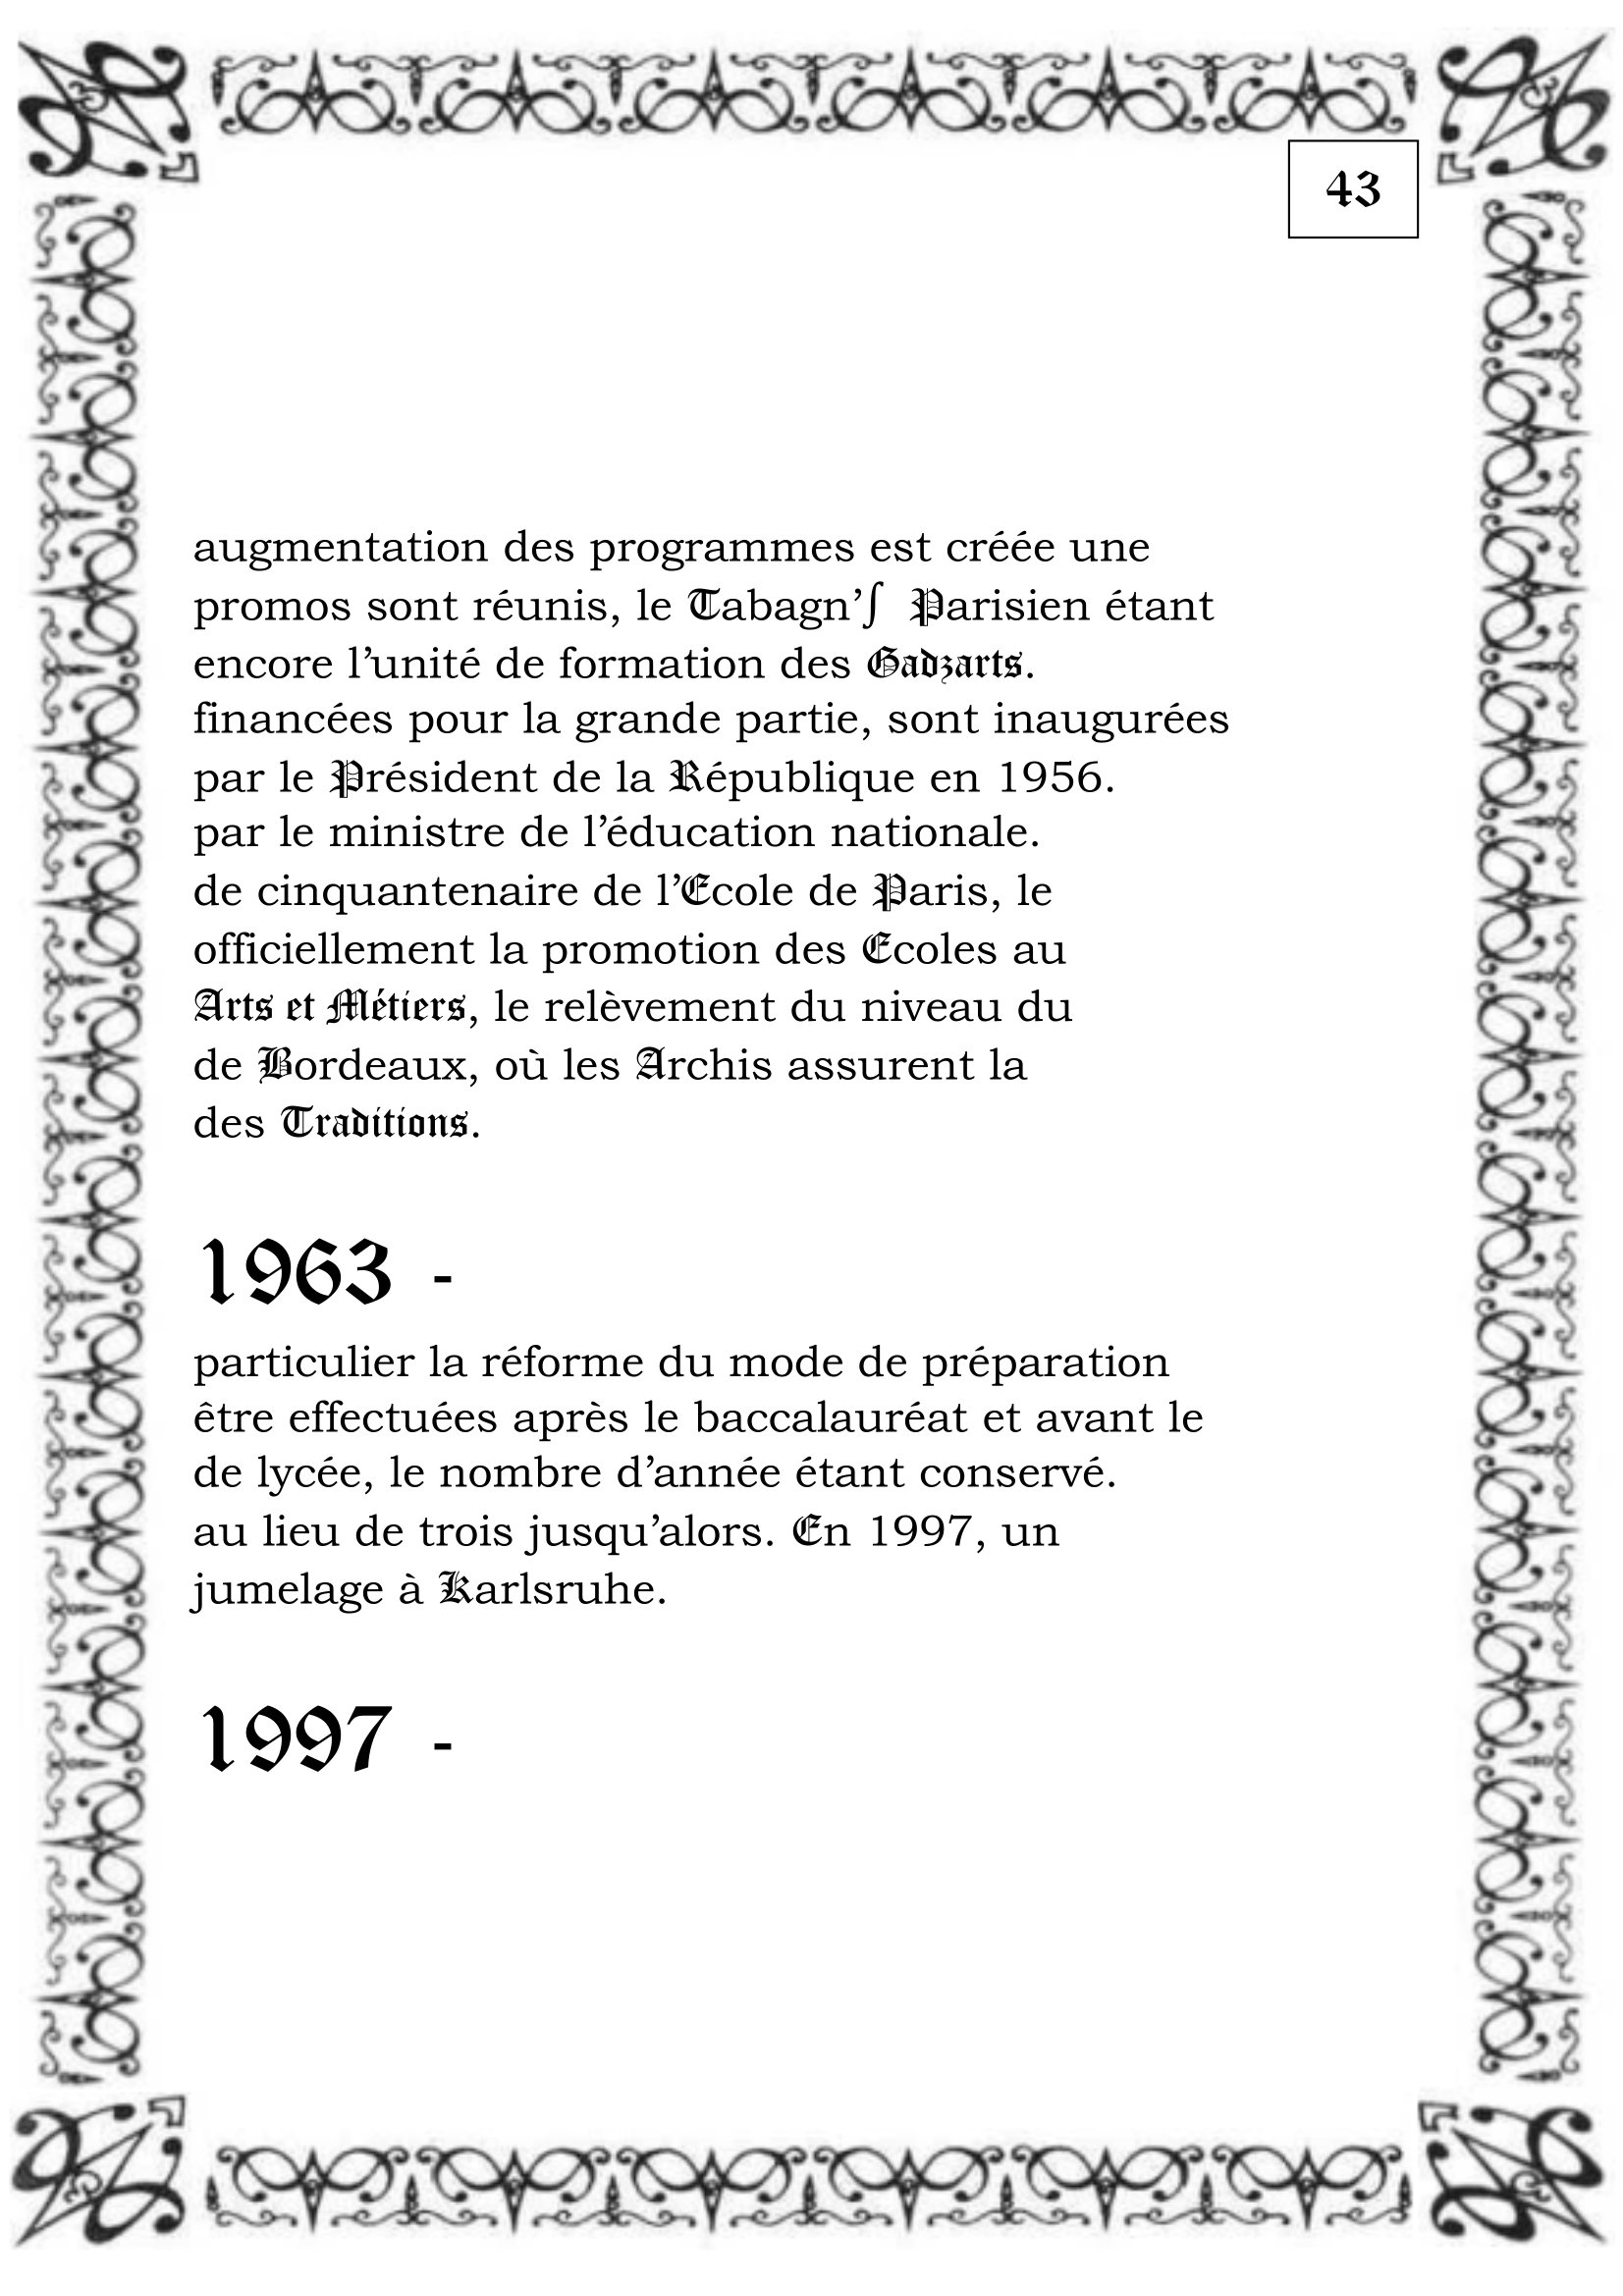 43
augmentation des programmes est créée une
promos sont réunis, le Tabagn’ʃ Parisien étant
encore l’unité de formation des Gadzarts.
financées pour la grande partie, sont inaugurées
par le Président de la République en 1956.
par le ministre de l’éducation nationale.
de cinquantenaire de l’Ecole de Paris, le
officiellement la promotion des Ecoles au
Arts et Métiers, le relèvement du niveau du
de Bordeaux, où les Archis assurent la
des Traditions.
1963 -
particulier la réforme du mode de préparation
être effectuées après le baccalauréat et avant le
de lycée, le nombre d’année étant conservé.
au lieu de trois jusqu’alors. En 1997, un
jumelage à Karlsruhe.
1997 -